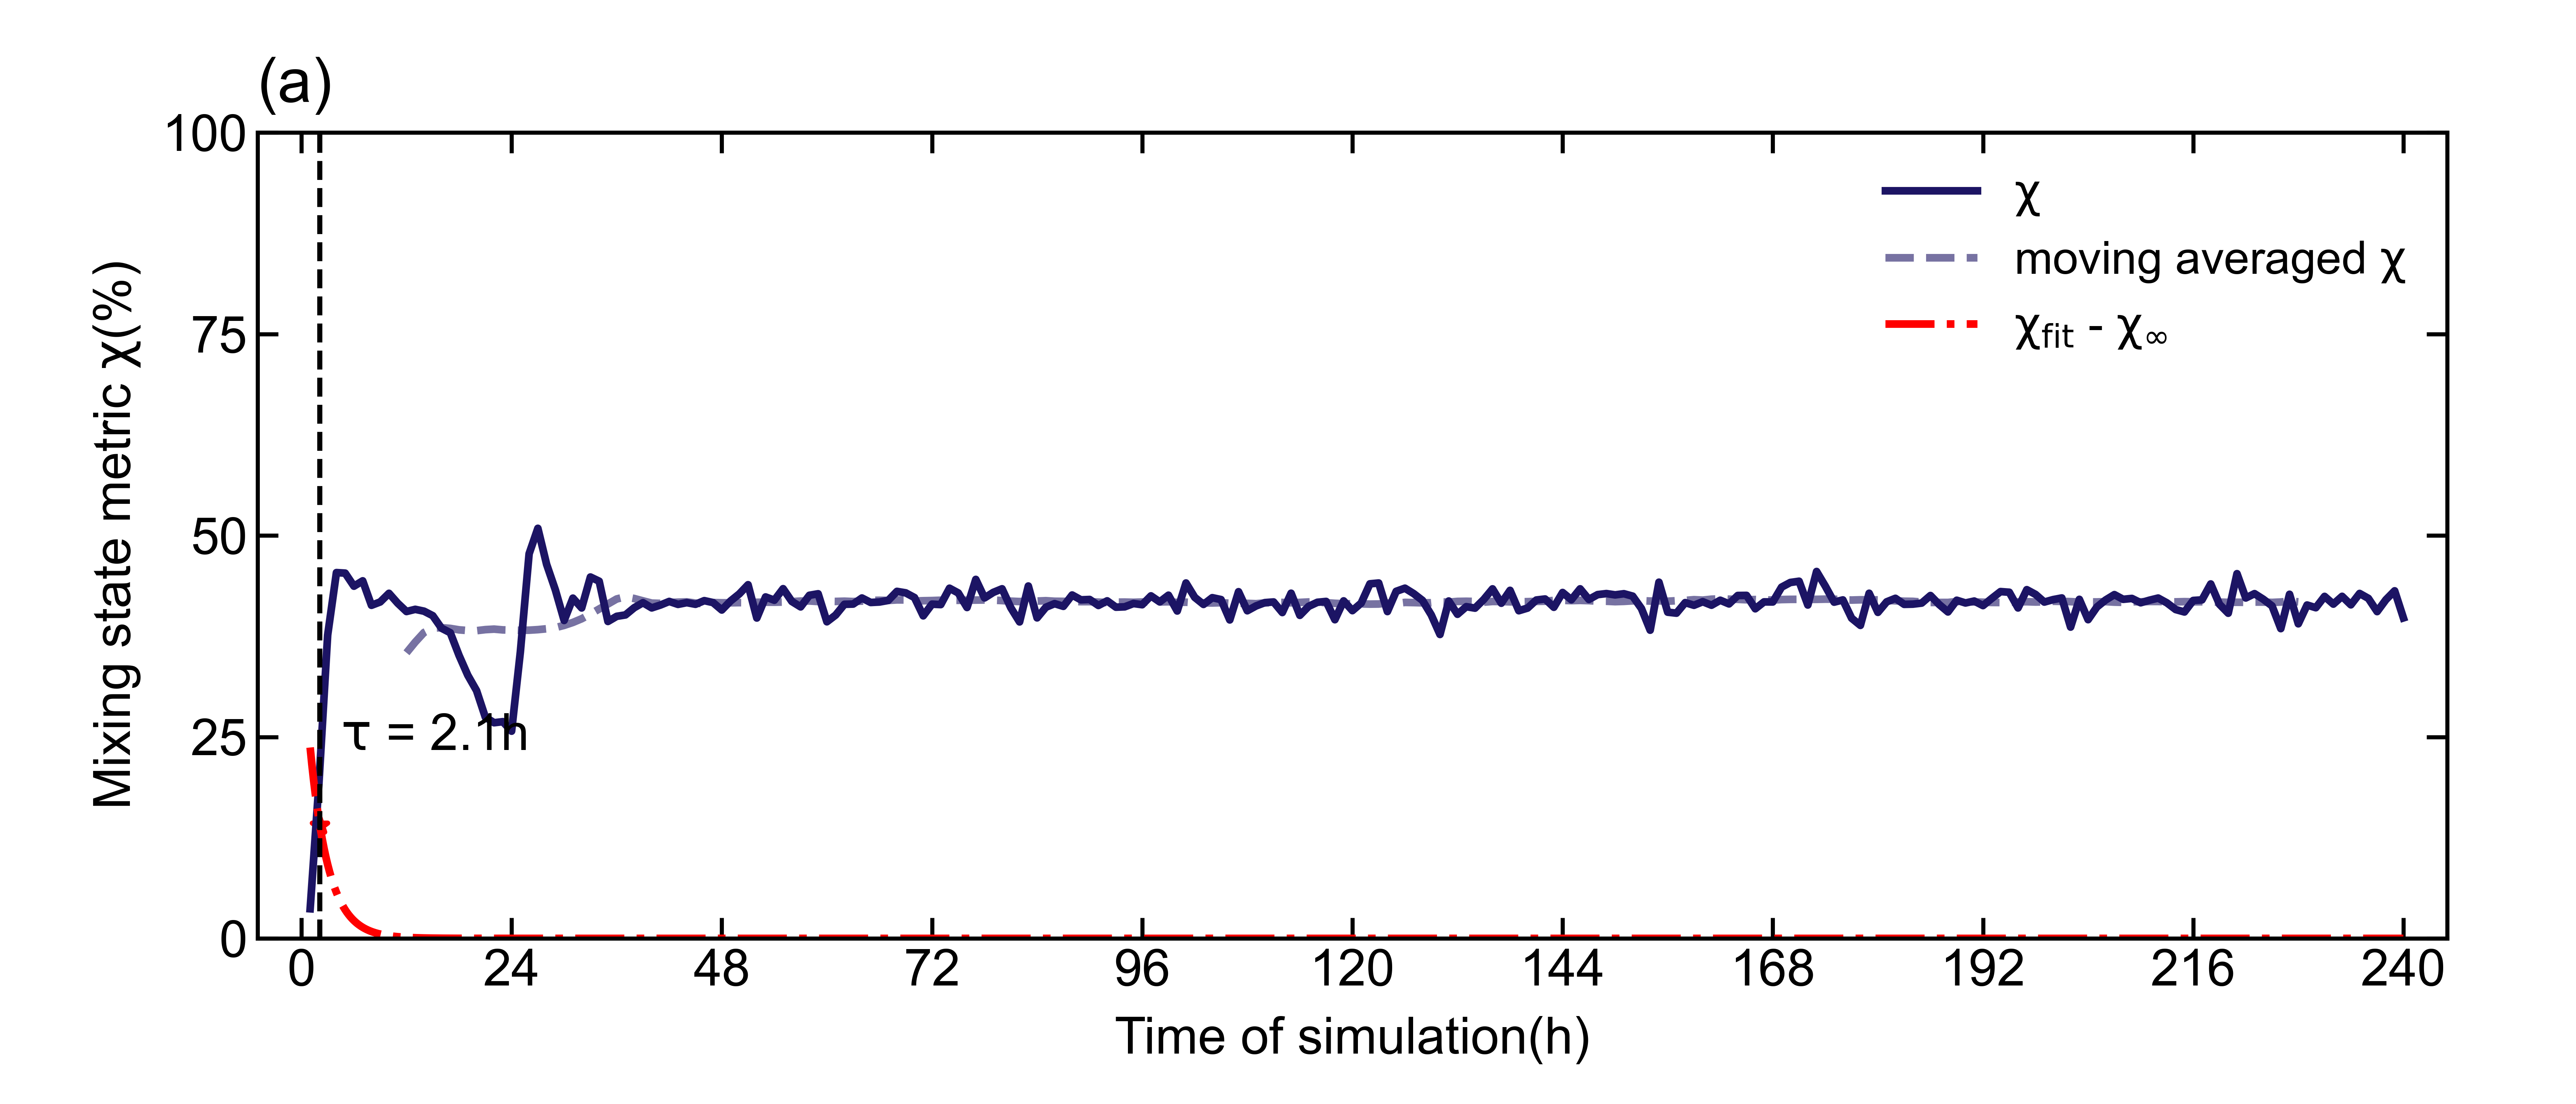 (a)
100
75
50
25
0
Mixing state metric χ(%)
χ
moving averaged χ
χfit - χ∞
τ = 2.1h
0 24 48 72 96 120 144 168 192 216 240
Time of simulation(h)